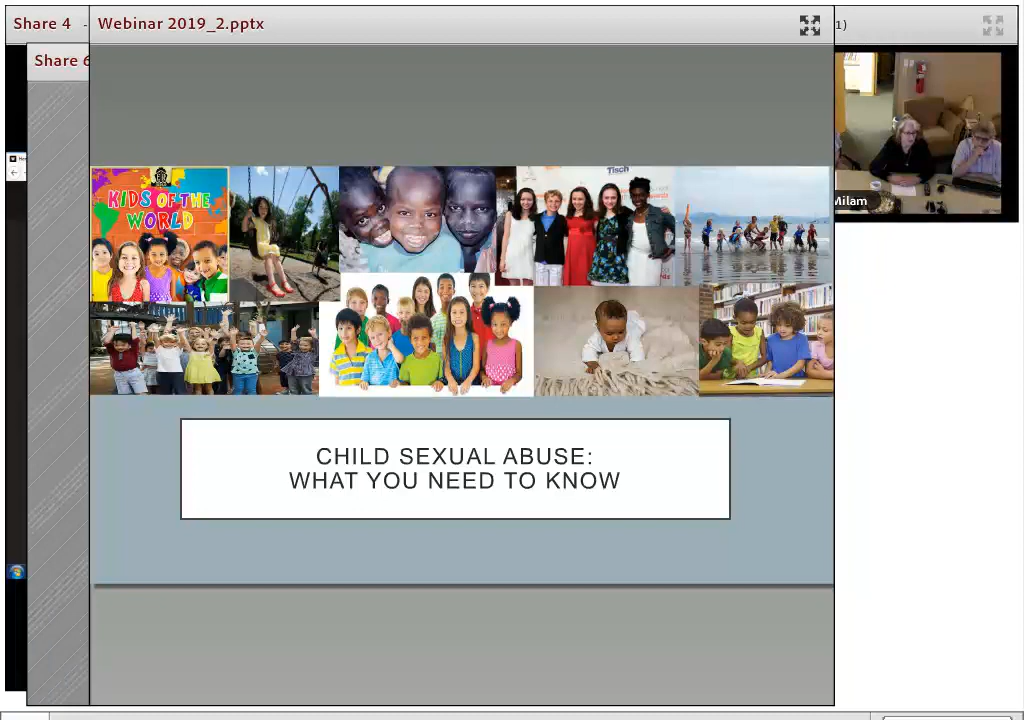 Share 4 -
Webinar 2019_2.pptx
1)
Share 6
KIDS OF THE
WORLD
Tisch
Milam
CHILD SEXUAL ABUSE:
WHAT YOU NEED TO KNOW